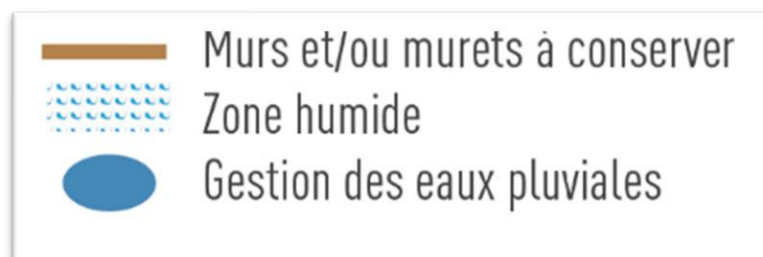 Murs et/ou murets à conserver
Zone humide
Gestion des eaux pluviales